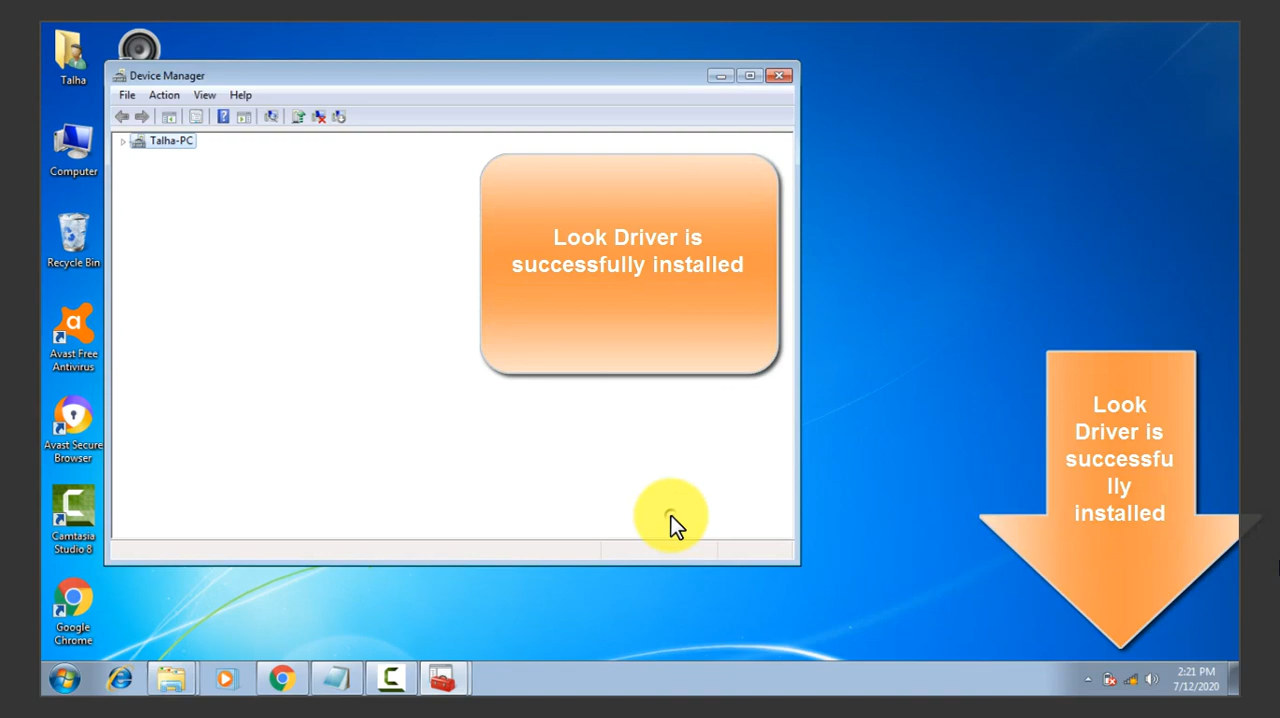 Talha
Computer
Recycle Bin
Avast Free
Antivirus
Avast Secure
Browser
Camtasia
Studio 8
Google
Chrome
Device Manager
File Action View Help
Talha-PC
Look Driver is
successfully installed
Look
Driver is
successfu
lly
installed
2:21 PM
7/12/2020